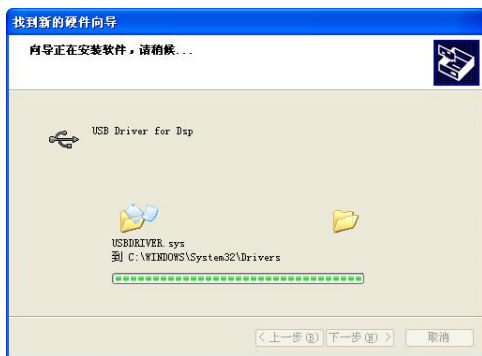 找到新的硬件向导
向导正在安装软件，请稍候...
USB Driver for Dsp
USBDRIVER.sys
到 C:\WINDOWS\System32\Drivers
< 上一步(B) 下一步(N) > 取消